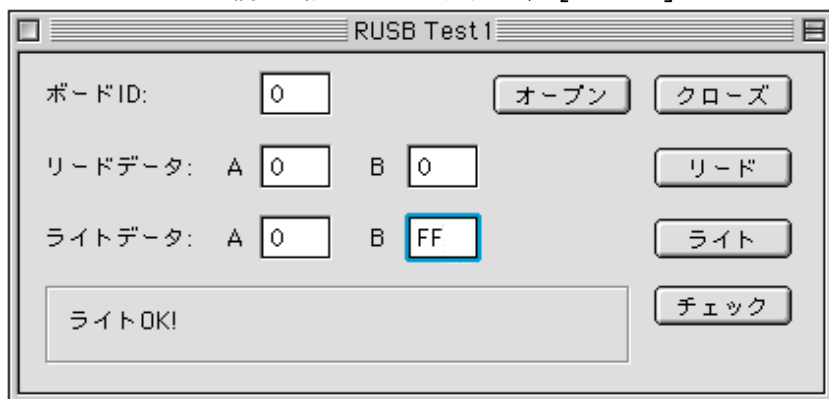 RUSB Test1
ボードID: 0 オープン クローズ
リードデータ: A 0 B 0 リード
ライトデータ: A 0 B FF ライト
チェック
ライトOK!